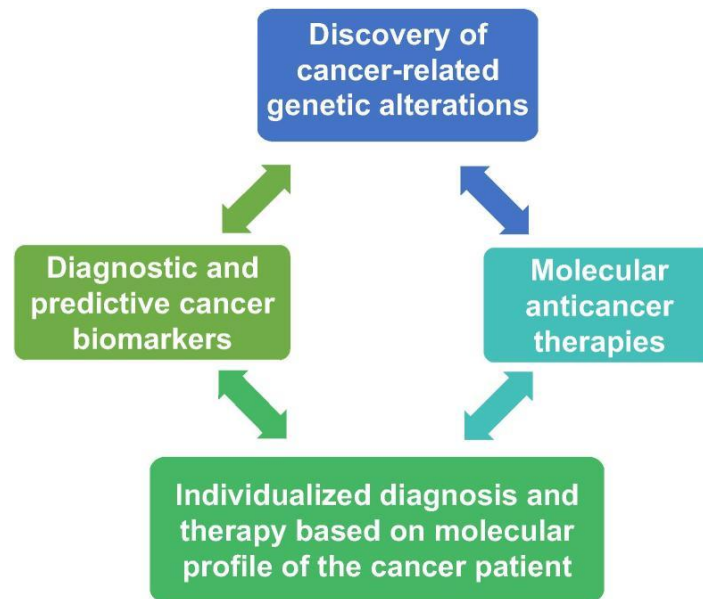 Discovery of
cancer-related
genetic alterations
Diagnostic and
predictive cancer
biomarkers
Molecular
anticancer
therapies
Individualized diagnosis and
therapy based on molecular
profile of the cancer patient